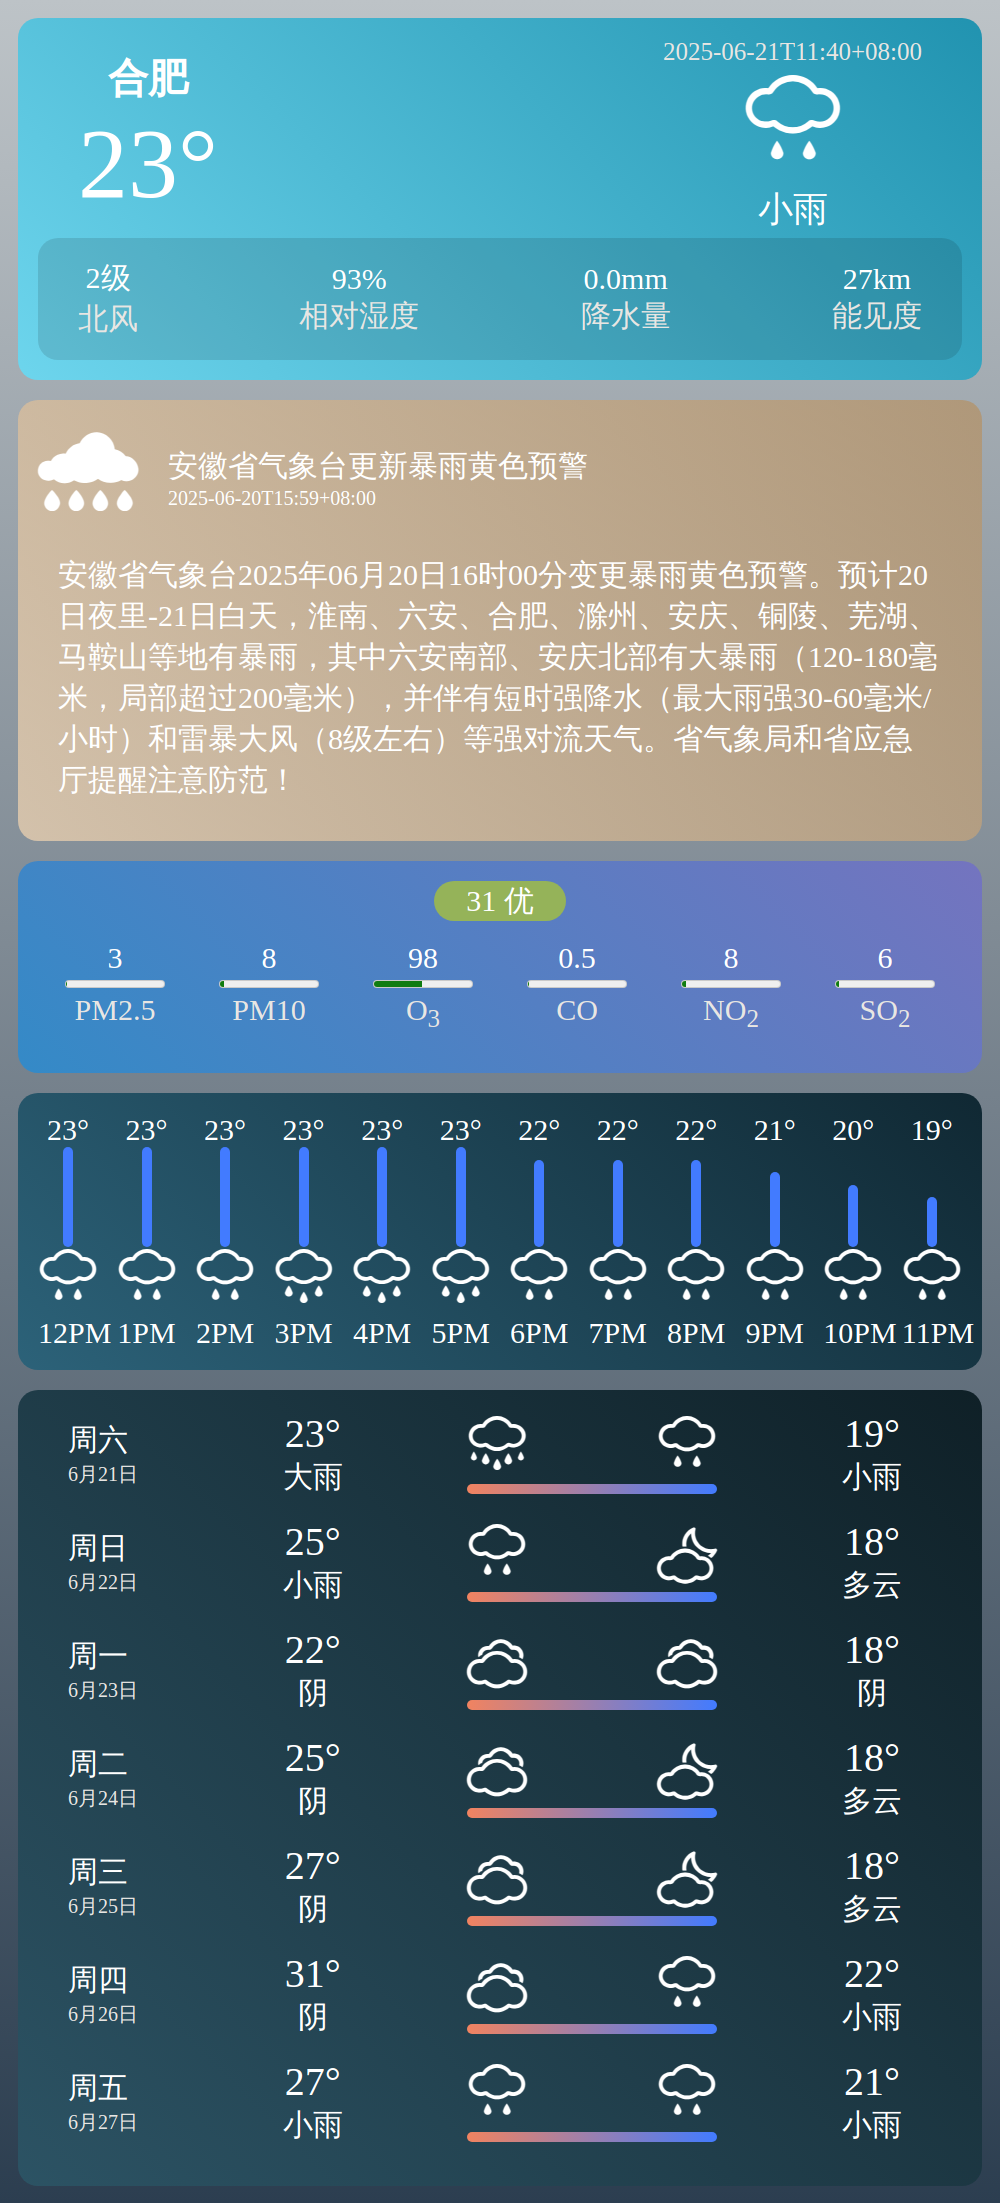 合肥
2025-06-21T11:40+08:00
23°
小雨
2级 93% 0.0mm 27km
北风 相对湿度 降水量 能见度
安徽省气象台更新暴雨黄色预警
2025-06-20T15:59+08:00
安徽省气象台2025年06月20日16时00分变更暴雨黄色预警。预计20
日夜里-21日白天，淮南、六安、合肥、滁州、安庆、铜陵、芜湖、
马鞍山等地有暴雨，其中六安南部、安庆北部有大暴雨（120-180毫
米，局部超过200毫米），并伴有短时强降水（最大雨强30-60毫米/
小时）和雷暴大风（8级左右）等强对流天气。省气象局和省应急
厅提醒注意防范！
31 优
3 8 98 0.5 8 6
PM2.5 PM10 O3 CO NO2 SO2
23° 23° 23° 23° 23° 23° 22° 22° 22° 21° 20° 19°
12PM 1PM 2PM 3PM 4PM 5PM 6PM 7PM 8PM 9PM 10PM 11PM
周六 23° 19°
6月21日 大雨 小雨
周日 25° 18°
6月22日 小雨 多云
周一 22° 18°
6月23日 阴 阴
周二 25° 18°
6月24日 阴 多云
周三 27° 18°
6月25日 阴 多云
周四 31° 22°
6月26日 阴 小雨
周五 27° 21°
6月27日 小雨 小雨